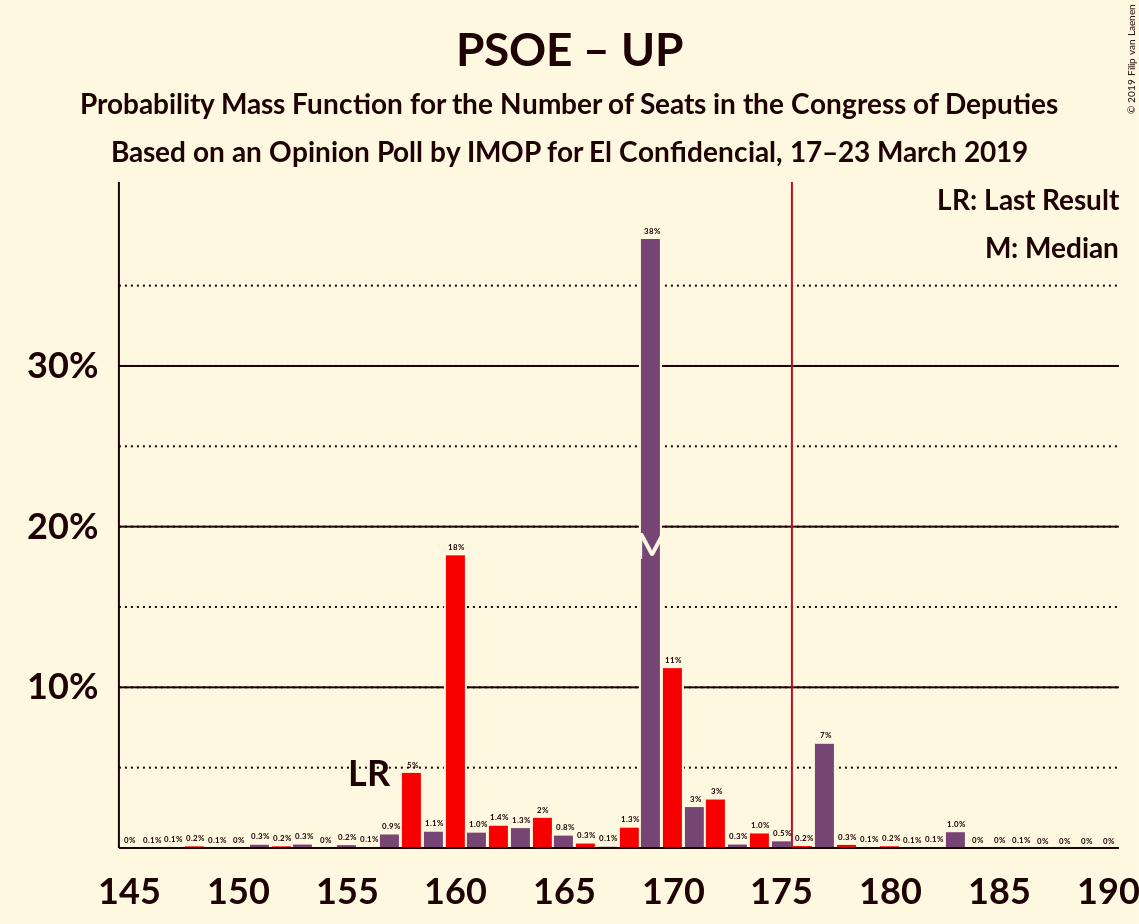 PSOE – UP
Probability Mass Function for the Number of Seats in the Congress of Deputies
Based on an Opinion Poll by IMOP for El Confidencial, 17–23 March 2019
© 2019 Filip van Laenen
LR: Last Result
M: Median
30%
20%
10%
LR
M
0% 0.1% 0.1% 0.2% 0.1% 0% 0.3% 0.2% 0.3% 0% 0.2% 0.1% 0.9% 5% 1.1% 18% 1.0% 1.4% 1.3% 2% 0.8% 0.3% 0.1% 1.3% 38% 11% 3% 3% 0.3% 1.0% 0.5% 0.2% 7% 0.3% 0.1% 0.2% 0.1% 0.1% 1.0% 0% 0% 0.1% 0% 0% 0% 0%
145 150 155 160 165 170 175 180 185 190